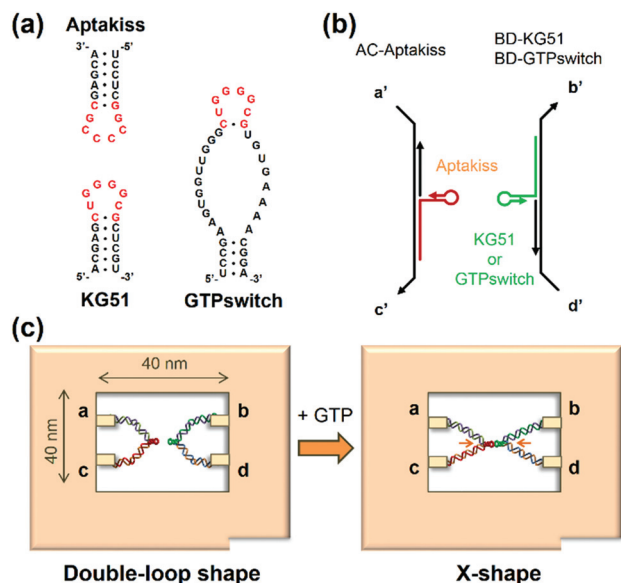 (a)
Aptakiss
3'- -5'
5'- -3'
KG51
5'- -3'
GTPswitch
(b)
AC-Aptakiss
BD-KG51
BD-GTPswitch
a'
b'
Aptakiss
KG51
or
GTPswitch
c'
d'
(c)
40 nm
40 nm
a
b
c
d
Double-loop shape
+ GTP
a
b
c
d
X-shape